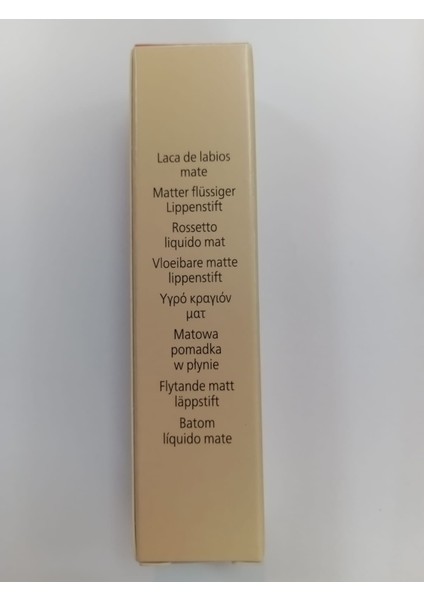 Laca de labios
mate
Matter flüssiger
Lippenstift
Rossetto
liquido mat
Vloeibare matte
lippenstift
Υγρό κραγιόν
ματ
Matowa
pomadka
w płynie
Flytande matt
läppstift
Batom
líquido mate